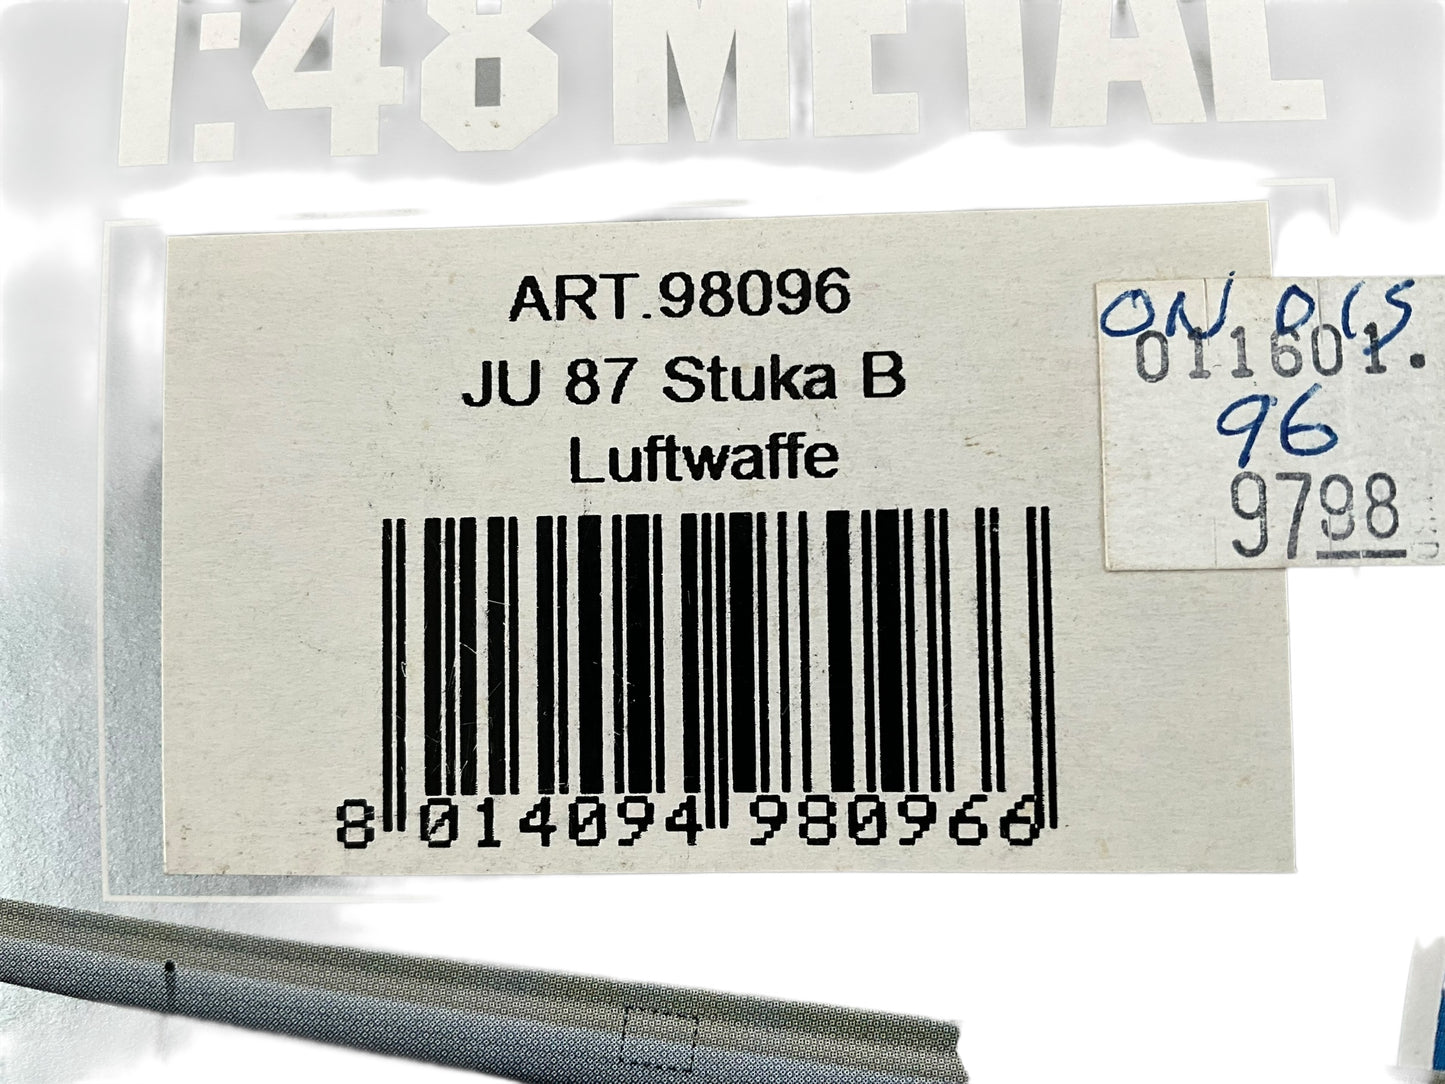 1:48 METAL
ART.98096
JU 87 Stuka B
Luftwaffe
8 014094 980966
ON DIS
011601.
96
9798